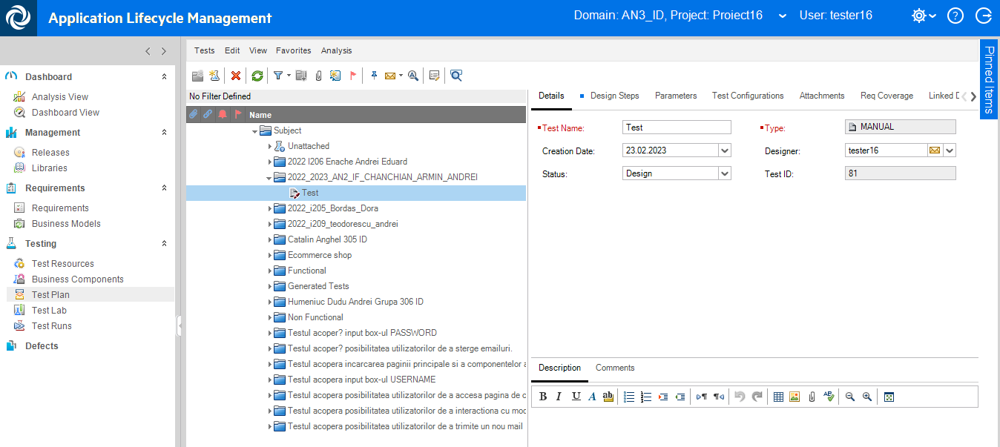 Application Lifecycle Management
Domain: AN3_ID, Project: Proiect16
User: tester16
Pinned Items
Dashboard
Analysis View
Dashboard View
Management
Releases
Libraries
Requirements
Requirements
Business Models
Testing
Test Resources
Business Components
Test Plan
Test Lab
Test Runs
Defects
Tests Edit View Favorites Analysis
No Filter Defined
Name
Subject
Unattached
2022 I206 Enache Andrei Eduard
2022_2023_AN2_IF_CHANCHIAN_ARMIN_ANDREI
Test
2022_i205_Bordas_Dora
2022_i209_teodorescu_andrei
Catalin Anghel 305 ID
Ecommerce shop
Functional
Generated Tests
Humeniuc Dudu Andrei Grupa 306 ID
Non Functional
Testul acoper? input box-ul PASSWORD
Testul acoper? posibilitatea utilizatorilor de a sterge emailuri.
Testul acopera incarcarea paginii principale si a componentelor a
Testul acopera input box-ul USERNAME
Testul acopera posibilitatea utilizatorilor de a accesa pagina de c
Testul acopera posibilitatea utilizatorilor de a interactiona cu moc
Testul acopera posibilitatea utilizatorilor de a trimite un nou mail
Details Design Steps Parameters Test Configurations Attachments Req Coverage Linked D
Test Name: Test
Type: MANUAL
Creation Date: 23.02.2023
Designer: tester16
Status: Design
Test ID: 81
Description Comments
B I U A ab